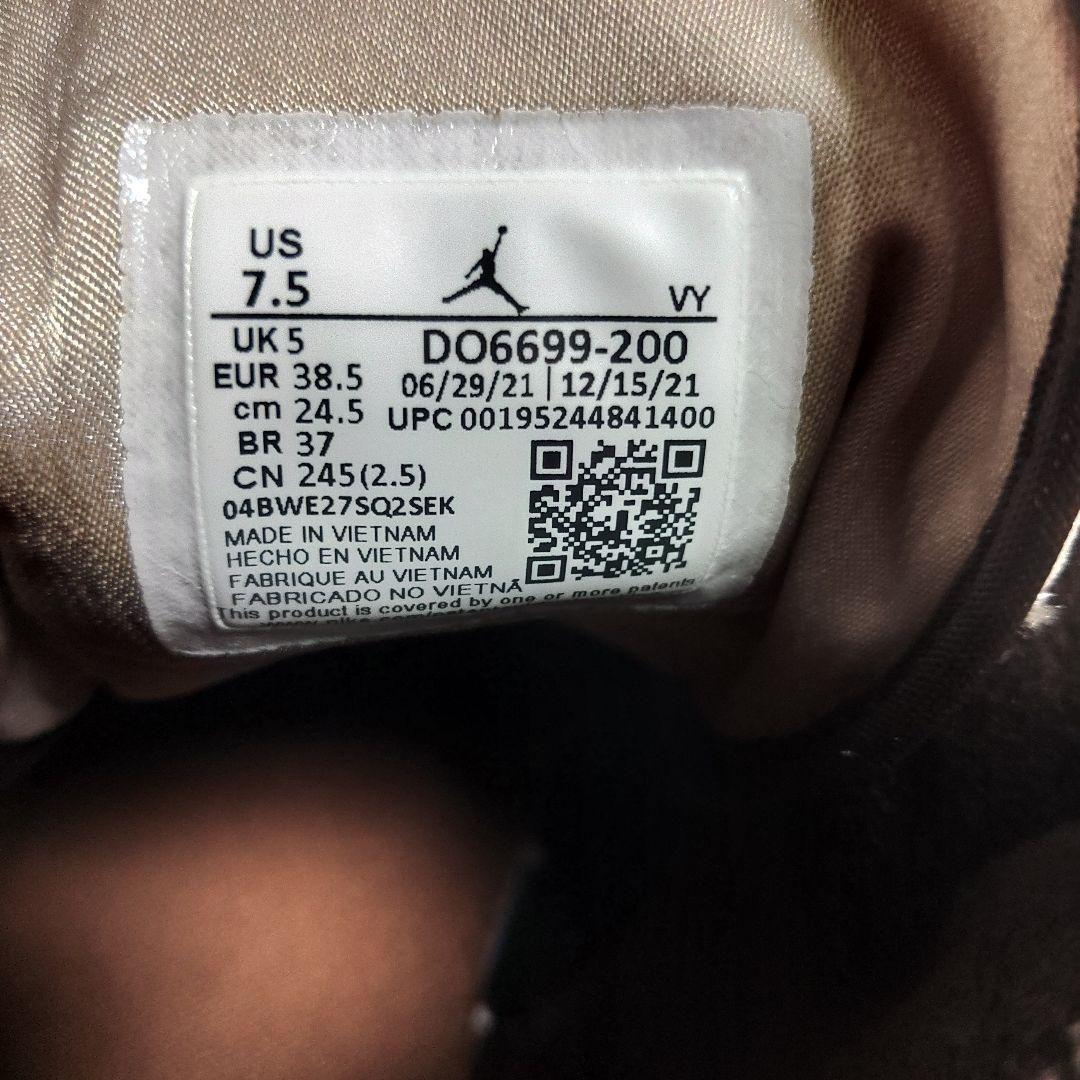 US
7.5
VY
UK 5
EUR 38.5
cm 24.5
BR 37
CN 245(2.5)
DO6699-200
06/29/21 | 12/15/21
UPC 00195244841400
04BWE27SQ2SEK
MADE IN VIETNAM
HECHO EN VIETNAM
FABRIQUE AU VIETNAM
FABRICADO NO VIETNÃ
This product is covered by one or more patents